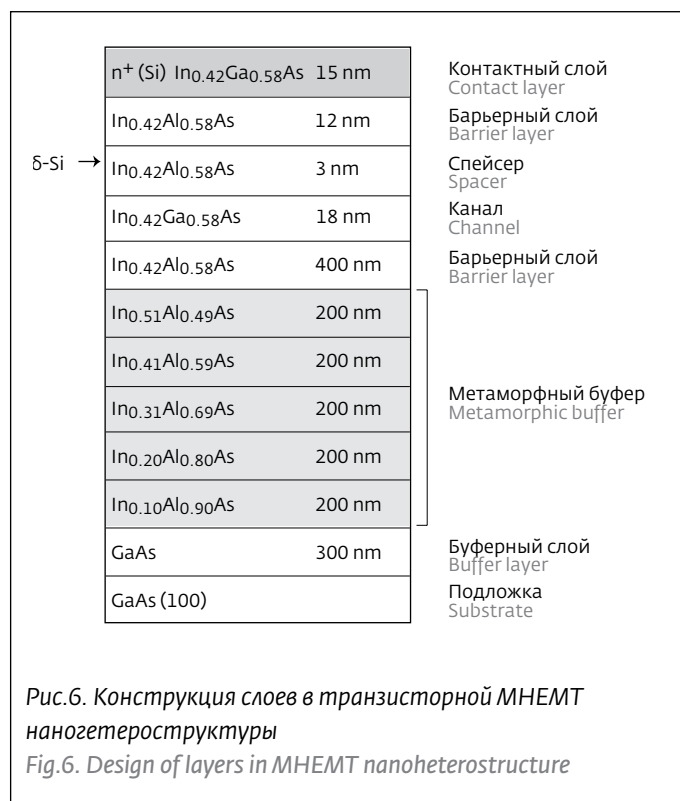 n⁺ (Si) In₀.₄₂Ga₀.₅₈As 15 nm
Контактный слой
Contact layer
In₀.₄₂Al₀.₅₈As 12 nm
Барьерный слой
Barrier layer
δ-Si →
In₀.₄₂Al₀.₅₈As 3 nm
Спейсер
Spacer
In₀.₄₂Ga₀.₅₈As 18 nm
Канал
Channel
In₀.₄₂Al₀.₅₈As 400 nm
Барьерный слой
Barrier layer
In₀.₅₁Al₀.₄₉As 200 nm
In₀.₄₁Al₀.₅₉As 200 nm
In₀.₃₁Al₀.₆₉As 200 nm
Метаморфный буфер
Metamorphic buffer
In₀.₂₀Al₀.₈₀As 200 nm
In₀.₁₀Al₀.₉₀As 200 nm
GaAs 300 nm
Буферный слой
Buffer layer
GaAs (100)
Подложка
Substrate
Рис.6. Конструкция слоев в транзисторной МНЕМТ
наногетероструктуры
Fig.6. Design of layers in MHEMT nanoheterostructure